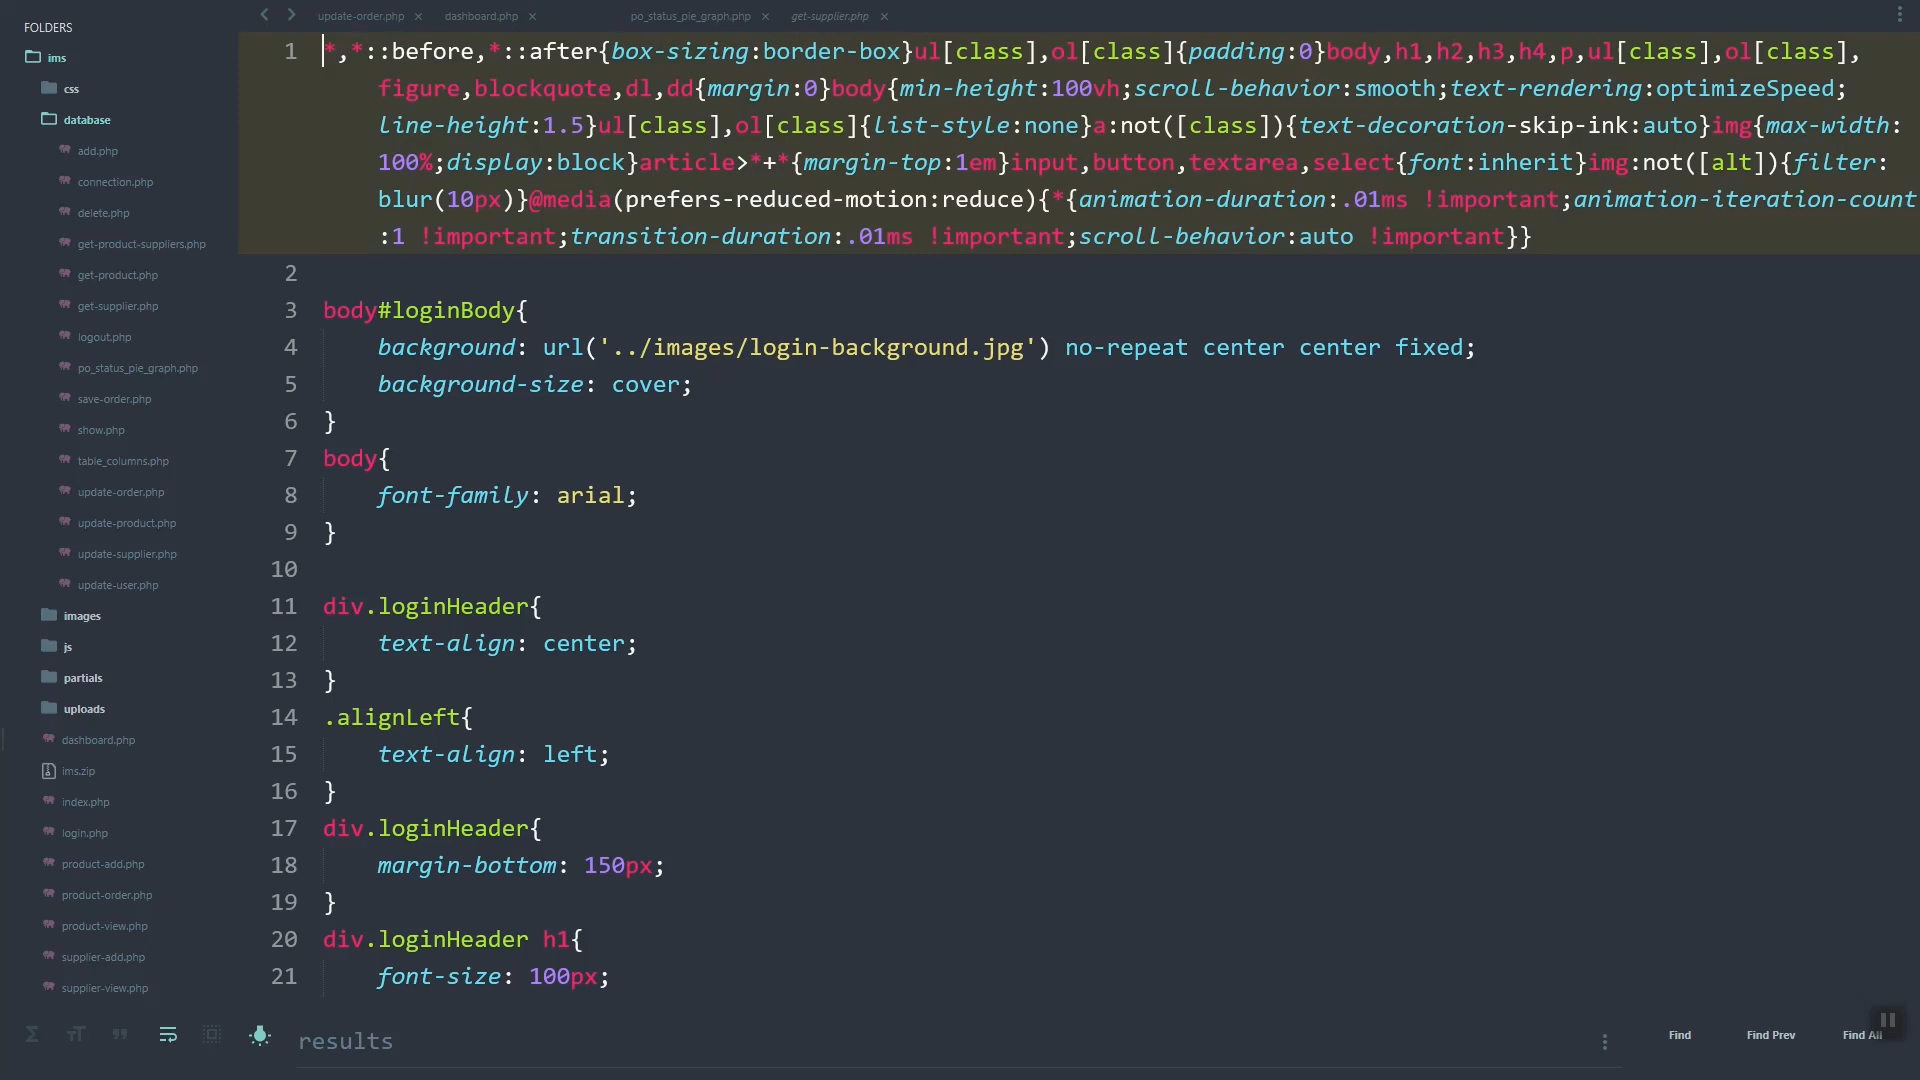 FOLDERS
ims
css
database
add.php
connection.php
delete.php
get-product-suppliers.php
get-product.php
get-supplier.php
logout.php
po_status_pie_graph.php
save-order.php
show.php
table_columns.php
update-order.php
update-product.php
update-supplier.php
update-user.php
images
js
partials
uploads
dashboard.php
ims.zip
index.php
login.php
product-add.php
product-order.php
product-view.php
supplier-add.php
supplier-view.php
update-order.php × dashboard.php × po_status_pie_graph.php × get-supplier.php ×
1 *,*::before,*::after{box-sizing:border-box}ul[class],ol[class]{padding:0}body,h1,h2,h3,h4,p,ul[class],ol[class],
figure,blockquote,dl,dd{margin:0}body{min-height:100vh;scroll-behavior:smooth;text-rendering:optimizeSpeed;
line-height:1.5}ul[class],ol[class]{list-style:none}a:not([class]){text-decoration-skip-ink:auto}img{max-width:
100%;display:block}article>*+*{margin-top:1em}input,button,textarea,select{font:inherit}img:not([alt]){filter:
blur(10px)}@media(prefers-reduced-motion:reduce){*{animation-duration:.01ms !important;animation-iteration-count
:1 !important;transition-duration:.01ms !important;scroll-behavior:auto !important}}
2
3 body#loginBody{
4 background: url('../images/login-background.jpg') no-repeat center center fixed;
5 background-size: cover;
6 }
7 body{
8 font-family: arial;
9 }
10
11 div.loginHeader{
12 text-align: center;
13 }
14 .alignLeft{
15 text-align: left;
16 }
17 div.loginHeader{
18 margin-bottom: 150px;
19 }
20 div.loginHeader h1{
21 font-size: 100px;
results
Find Find Prev Find All